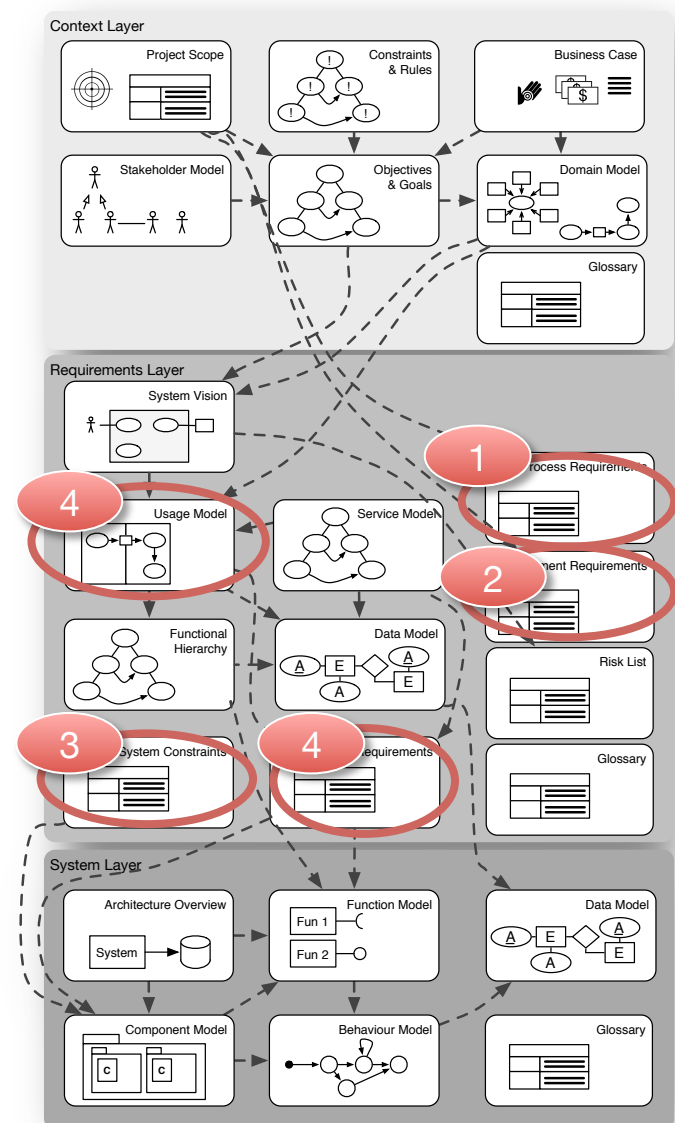 Context Layer
Project Scope
Constraints
& Rules
!
! !
! !
Business Case
$
Stakeholder Model
Objectives
& Goals
Domain Model
Glossary
Requirements Layer
System Vision
1
rocess Requirements
4
Usage Model
Service Model
2
ment Requirements
Functional
Hierarchy
Data Model
A E A
A E
Risk List
3
System Constraints
4
equirements
Glossary
System Layer
Architecture Overview
System
Function Model
Fun 1
Fun 2
Data Model
A E A
A E
Component Model
C C
Behaviour Model
Glossary